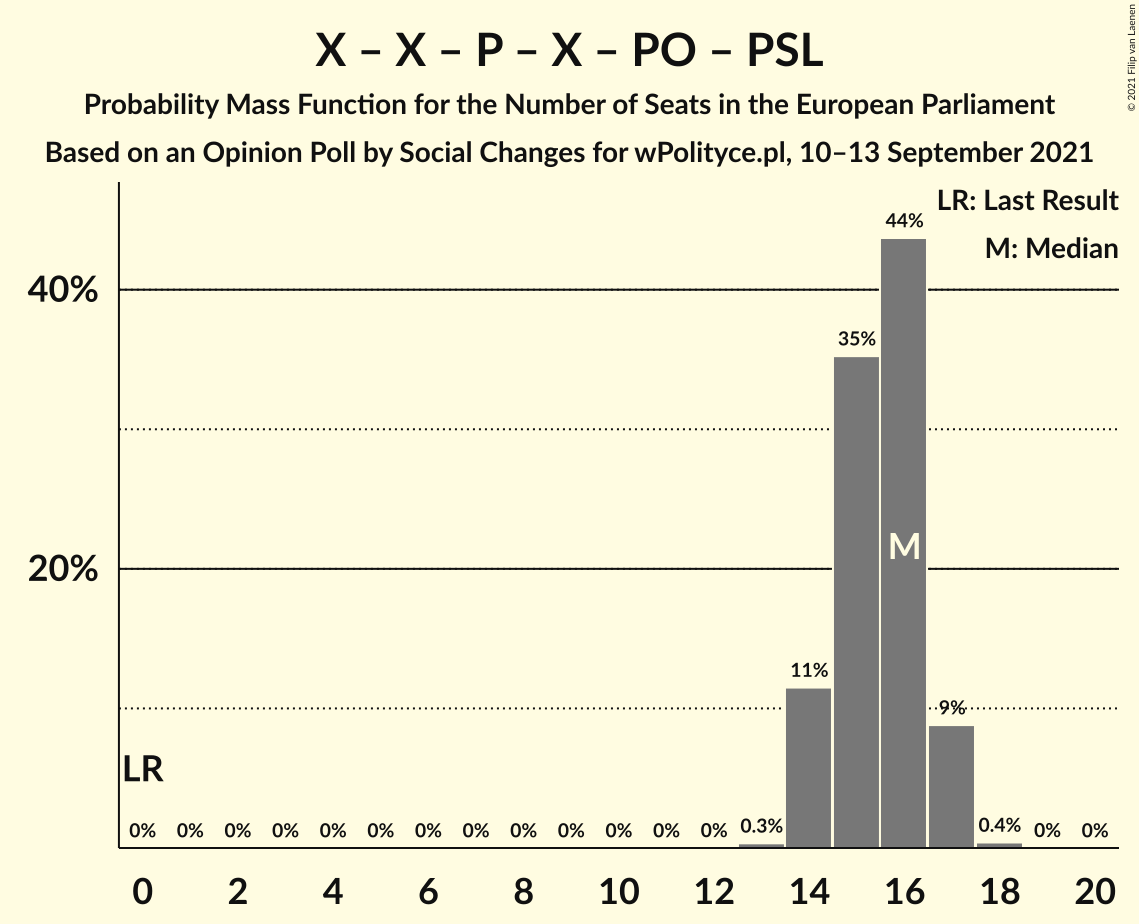 X – X – P – X – PO – PSL
Probability Mass Function for the Number of Seats in the European Parliament
Based on an Opinion Poll by Social Changes for wPolityce.pl, 10–13 September 2021
© 2021 Filip van Laenen
LR: Last Result
M: Median
44%
40%
35%
20%
M
11%
9%
LR
0% 0% 0% 0% 0% 0% 0% 0% 0% 0% 0% 0% 0% 0.3% 0.4% 0% 0%
0 2 4 6 8 10 12 14 16 18 20